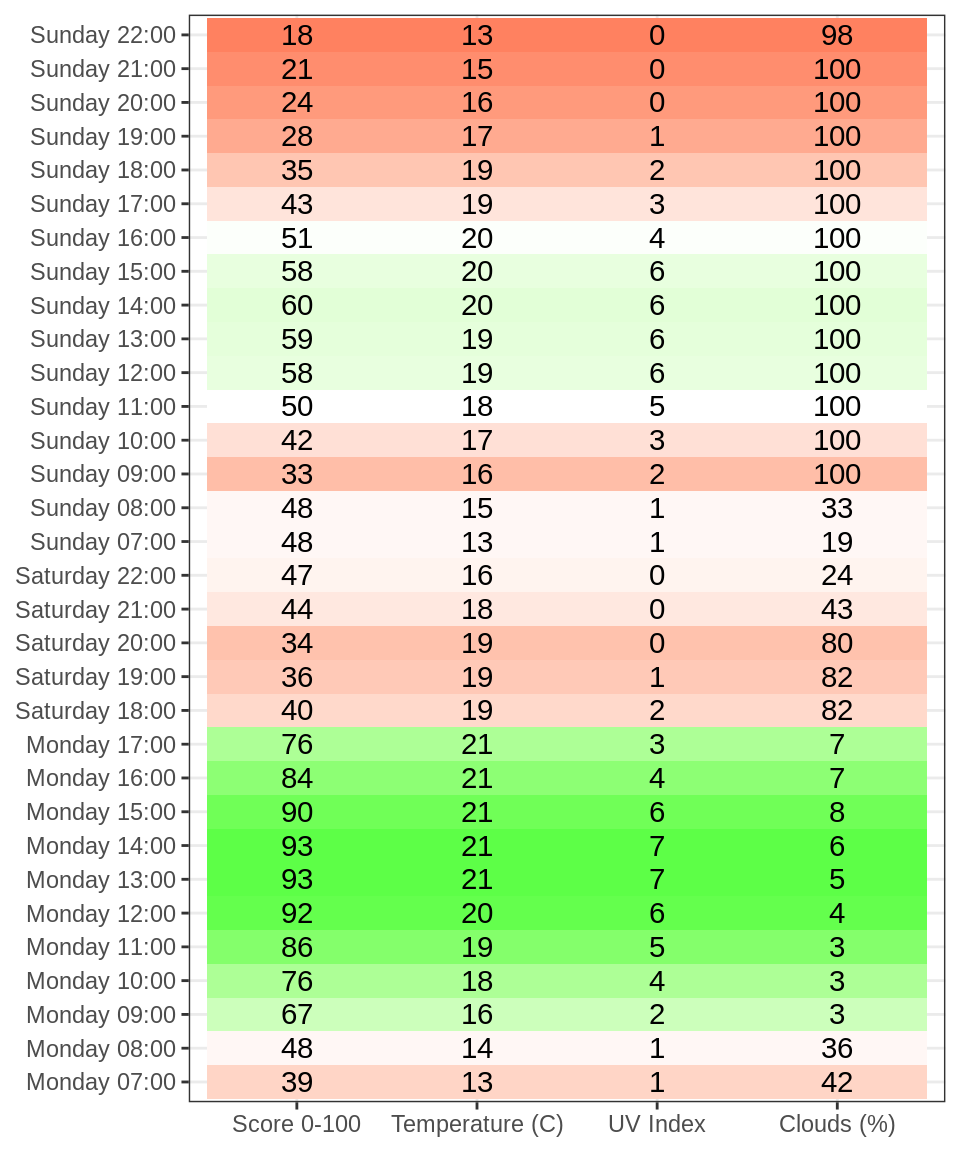 Sunday 22:00 18 13 0 98
Sunday 21:00 21 15 0 100
Sunday 20:00 24 16 0 100
Sunday 19:00 28 17 1 100
Sunday 18:00 35 19 2 100
Sunday 17:00 43 19 3 100
Sunday 16:00 51 20 4 100
Sunday 15:00 58 20 6 100
Sunday 14:00 60 20 6 100
Sunday 13:00 59 19 6 100
Sunday 12:00 58 19 6 100
Sunday 11:00 50 18 5 100
Sunday 10:00 42 17 3 100
Sunday 09:00 33 16 2 100
Sunday 08:00 48 15 1 33
Sunday 07:00 48 13 1 19
Saturday 22:00 47 16 0 24
Saturday 21:00 44 18 0 43
Saturday 20:00 34 19 0 80
Saturday 19:00 36 19 1 82
Saturday 18:00 40 19 2 82
Monday 17:00 76 21 3 7
Monday 16:00 84 21 4 7
Monday 15:00 90 21 6 8
Monday 14:00 93 21 7 6
Monday 13:00 93 21 7 5
Monday 12:00 92 20 6 4
Monday 11:00 86 19 5 3
Monday 10:00 76 18 4 3
Monday 09:00 67 16 2 3
Monday 08:00 48 14 1 36
Monday 07:00 39 13 1 42
Score 0-100 Temperature (C) UV Index Clouds (%)